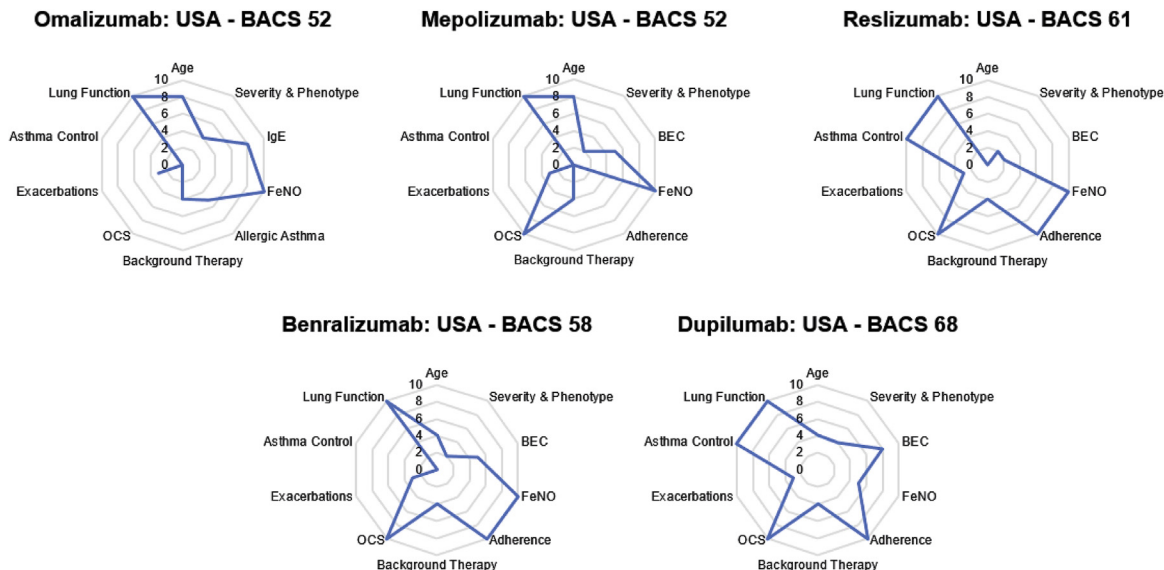 Omalizumab: USA - BACS 52
Age
Severity & Phenotype
IgE
FeNO
Allergic Asthma
Background Therapy
OCS
Exacerbations
Asthma Control
Lung Function
10
8
6
4
2
0
Mepolizumab: USA - BACS 52
Age
Severity & Phenotype
BEC
FeNO
Adherence
Background Therapy
OCS
Exacerbations
Asthma Control
Lung Function
10
8
6
4
2
0
Reslizumab: USA - BACS 61
Age
Severity & Phenotype
BEC
FeNO
Adherence
Background Therapy
OCS
Exacerbations
Asthma Control
Lung Function
10
8
6
4
2
0
Benralizumab: USA - BACS 58
Age
Severity & Phenotype
BEC
FeNO
Adherence
Background Therapy
OCS
Exacerbations
Asthma Control
Lung Function
10
8
6
4
2
0
Dupilumab: USA - BACS 68
Age
Severity & Phenotype
BEC
FeNO
Adherence
Background Therapy
OCS
Exacerbations
Asthma Control
Lung Function
10
8
6
4
2
0